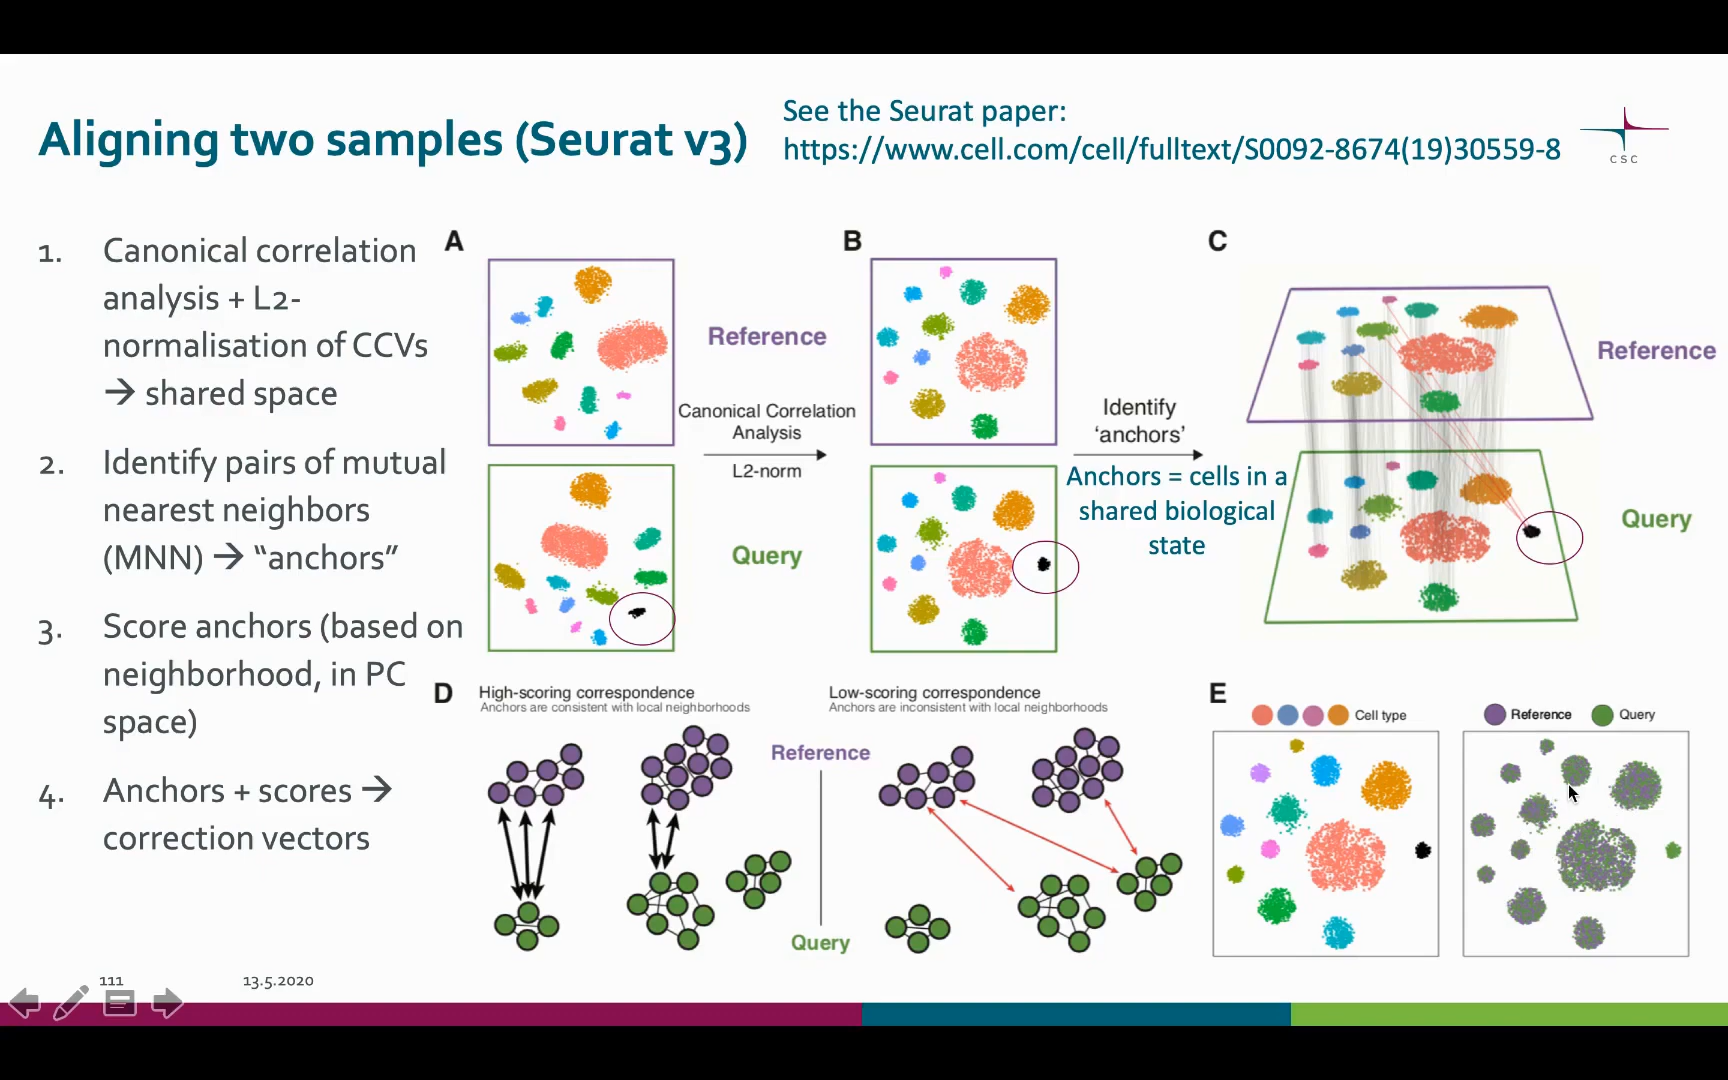 Aligning two samples (Seurat v3)
See the Seurat paper:
https://www.cell.com/cell/fulltext/S0092-8674(19)30559-8
CSC
1. Canonical correlation
analysis + L2-
normalisation of CCVs
→ shared space
2. Identify pairs of mutual
nearest neighbors
(MNN) → “anchors”
3. Score anchors (based on
neighborhood, in PC
space)
4. Anchors + scores →
correction vectors
A
Reference
Canonical Correlation
Analysis
L2-norm
Query
B
Identify
‘anchors’
Anchors = cells in a
shared biological
state
C
Reference
Query
D
High-scoring correspondence
Anchors are consistent with local neighborhoods
Low-scoring correspondence
Anchors are inconsistent with local neighborhoods
Reference
Query
E
Cell type
Reference
Query
111
13.5.2020